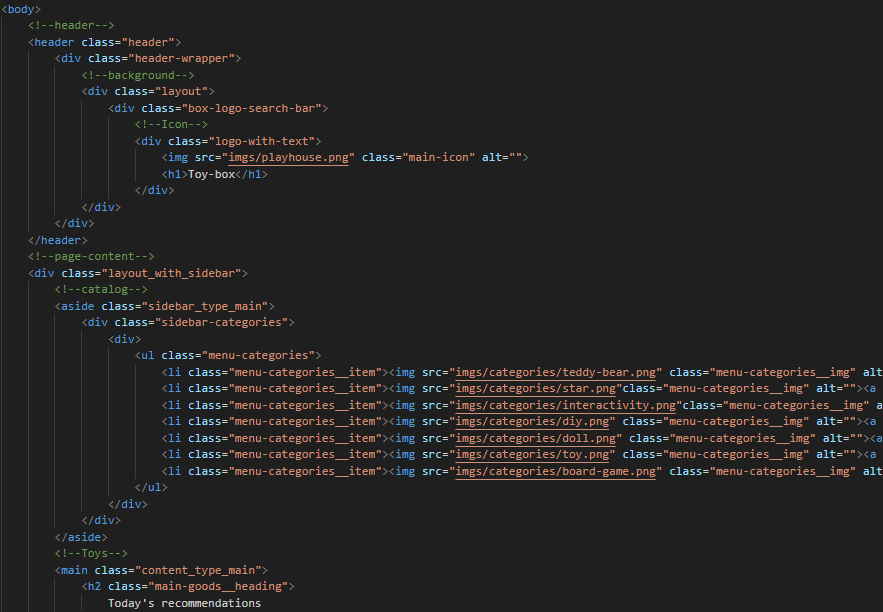 <body>
<!--header-->
<header class="header">
<div class="header-wrapper">
<!--background-->
<div class="layout">
<div class="box-logo-search-bar">
<!--Icon-->
<div class="logo-with-text">
<img src="imgs/playhouse.png" class="main-icon" alt="">
<h1>Toy-box</h1>
</div>
</div>
</div>
</header>
<!--page-content-->
<div class="layout_with_sidebar">
<!--catalog-->
<aside class="sidebar_type_main">
<div class="sidebar-categories">
<div>
<ul class="menu-categories">
<li class="menu-categories__item"><img src="imgs/categories/teddy-bear.png" class="menu-categories__img" alt
<li class="menu-categories__item"><img src="imgs/categories/star.png"class="menu-categories__img" alt=""><a
<li class="menu-categories__item"><img src="imgs/categories/interactivity.png"class="menu-categories__img" a
<li class="menu-categories__item"><img src="imgs/categories/diy.png" class="menu-categories__img" alt=""><a
<li class="menu-categories__item"><img src="imgs/categories/doll.png" class="menu-categories__img" alt=""><a
<li class="menu-categories__item"><img src="imgs/categories/toy.png" class="menu-categories__img" alt=""><a
<li class="menu-categories__item"><img src="imgs/categories/board-game.png" class="menu-categories__img" alt
</ul>
</div>
</div>
</aside>
<!--Toys-->
<main class="content_type_main">
<h2 class="main-goods__heading">
Today's recommendations